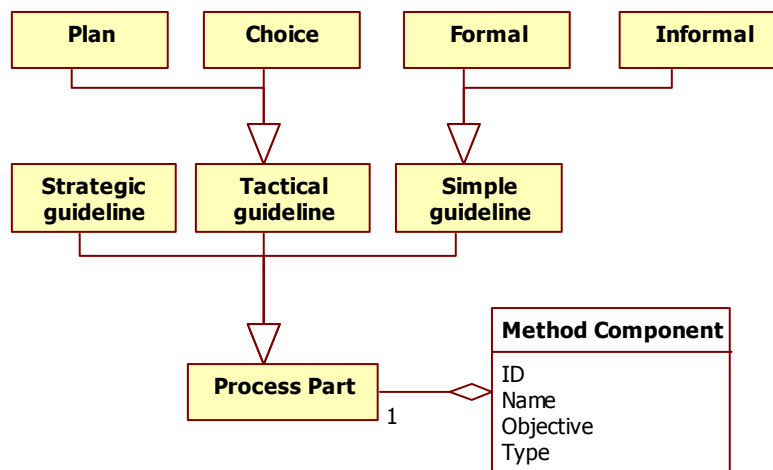 Plan
Choice
Formal
Informal
Strategic
guideline
Tactical
guideline
Simple
guideline
Process Part
1
Method Component
ID
Name
Objective
Type